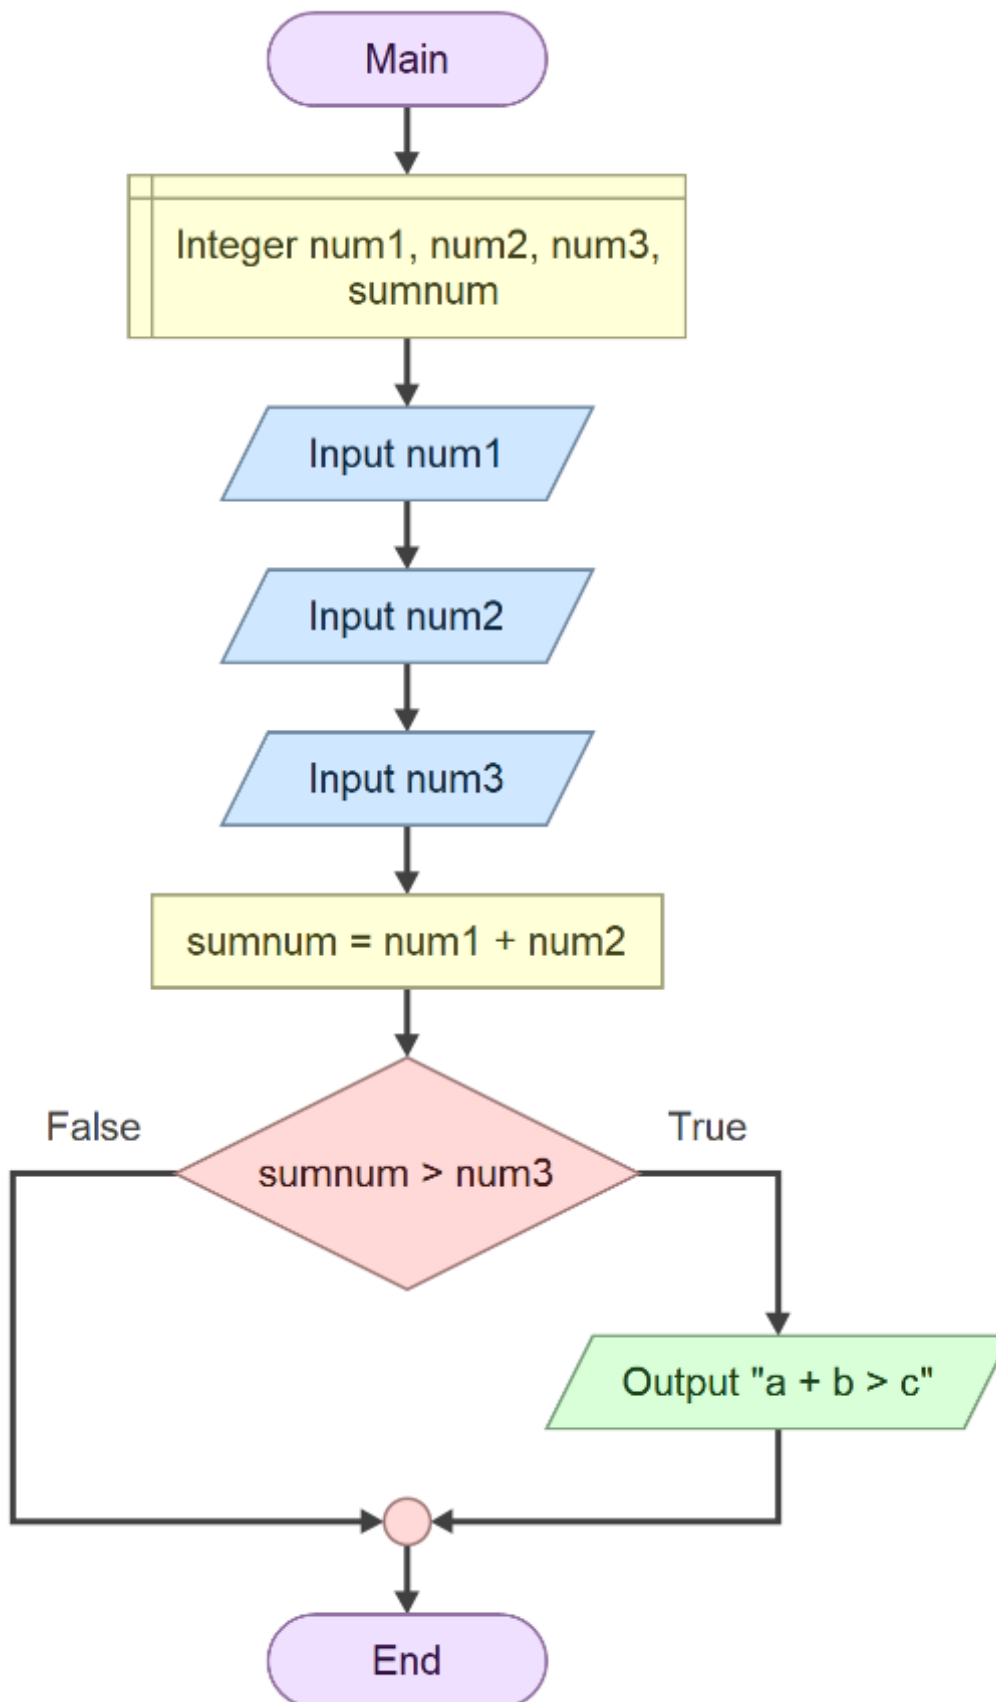 Main
Integer num1, num2, num3,
sumnum
Input num1
Input num2
Input num3
sumnum = num1 + num2
False
True
sumnum > num3
Output "a + b > c"
End